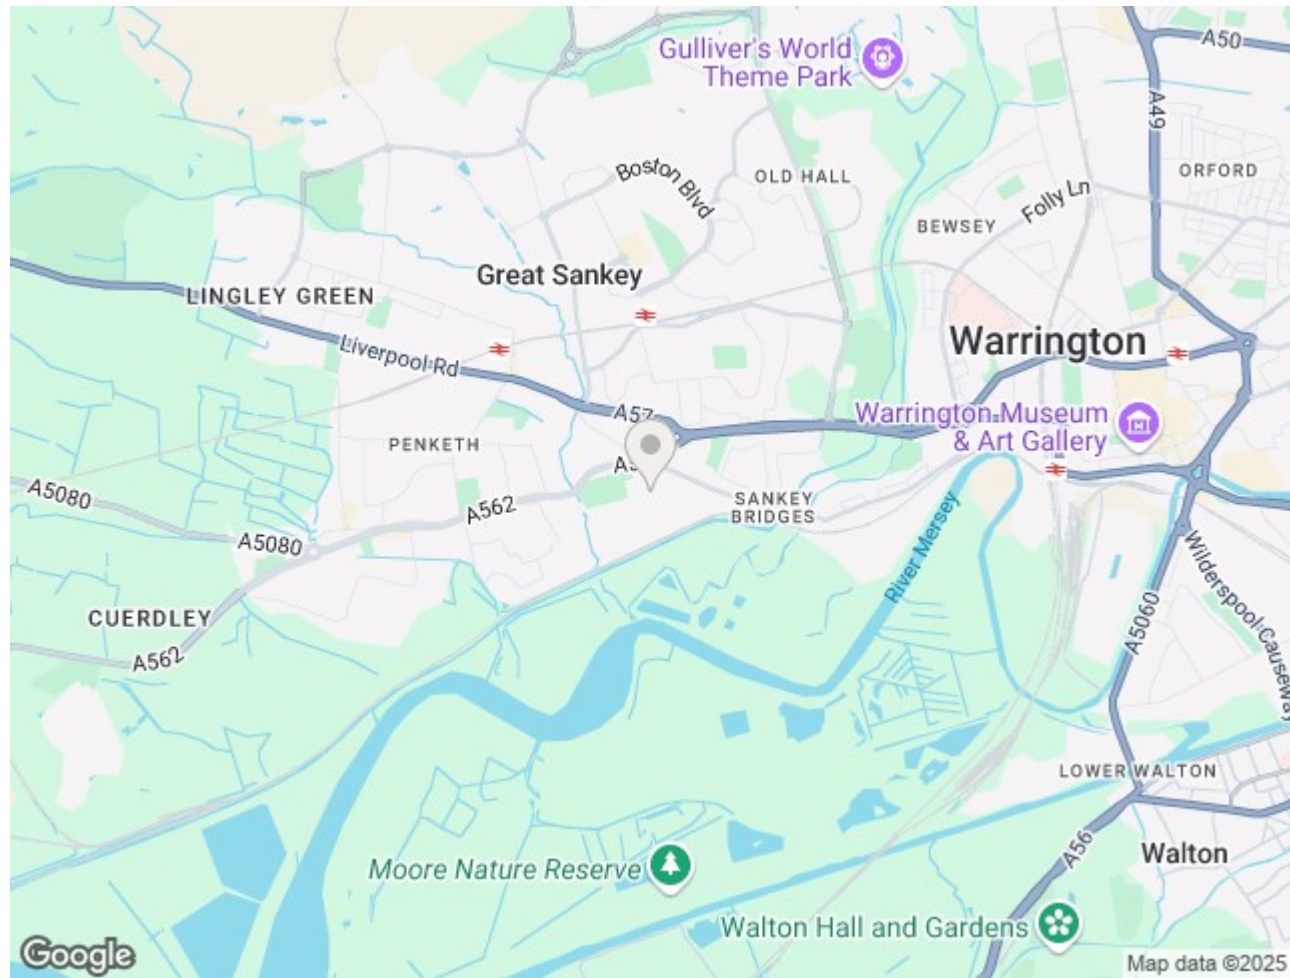 A50
Gulliver's World
Theme Park
A49
Boston Blvd
OLD HALL
ORFORD
Folly Ln
BEWSEY
Great Sankey
LINGLEY GREEN
Liverpool Rd
Warrington
A57
Warrington Museum
& Art Gallery
PENKETH
A5080
A562
SANKEY
BRIDGES
A5080
River Mersey
Wilderspool Causeway
CUERDLEY
A5060
A562
LOWER WALTON
A56
Walton
Moore Nature Reserve
Walton Hall and Gardens
Google
Map data ©2025